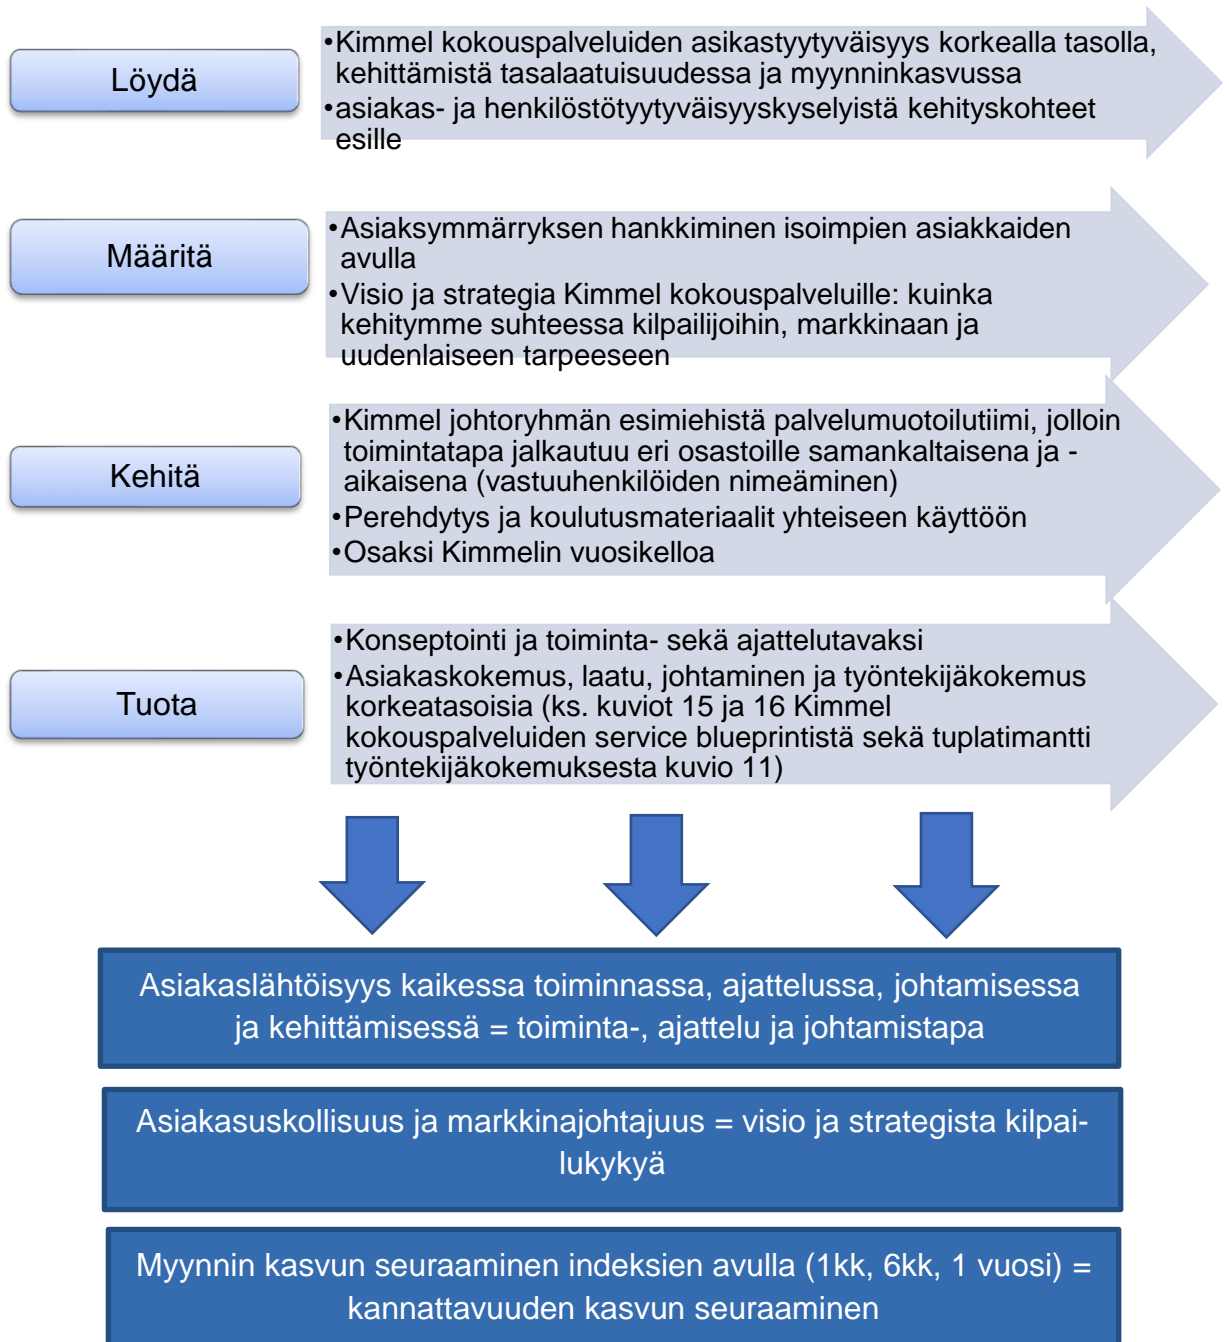 Löydä
•Kimmel kokouspalveluiden asikastyytyväisyys korkealla tasolla,
kehittämistä tasalaatuisuudessa ja myynninkasvussa
•asiakas- ja henkilöstötyytyväisyyskyselyistä kehityskohteet
esille
Määritä
•Asiaksymmärryksen hankkiminen isoimpien asiakkaiden
avulla
•Visio ja strategia Kimmel kokouspalveluille: kuinka
kehitymme suhteessa kilpailijoihin, markkinaan ja
uudenlaiseen tarpeeseen
Kehitä
•Kimmel johtoryhmän esimiehistä palvelumuotoilutiimi, jolloin
toimintatapa jalkautuu eri osastoille samankaltaisena ja -
aikaisena (vastuuhenkilöiden nimeäminen)
•Perehdytys ja koulutusmateriaalit yhteiseen käyttöön
•Osaksi Kimmelin vuosikelloa
Tuota
•Konseptointi ja toiminta- sekä ajattelutavaksi
•Asiakaskokemus, laatu, johtaminen ja työntekijäkokemus
korkeatasoisia (ks. kuviot 15 ja 16 Kimmel
kokouspalveluiden service blueprintistä sekä tuplatimantti
työntekijäkokemuksesta kuvio 11)
Asiakaslähtöisyys kaikessa toiminnassa, ajattelussa, johtamisessa
ja kehittämisessä = toiminta-, ajattelu ja johtamistapa
Asiakasuskollisuus ja markkinajohtajuus = visio ja strategista kilpai-
lukykyä
Myynnin kasvun seuraaminen indeksien avulla (1kk, 6kk, 1 vuosi) =
kannattavuuden kasvun seuraaminen